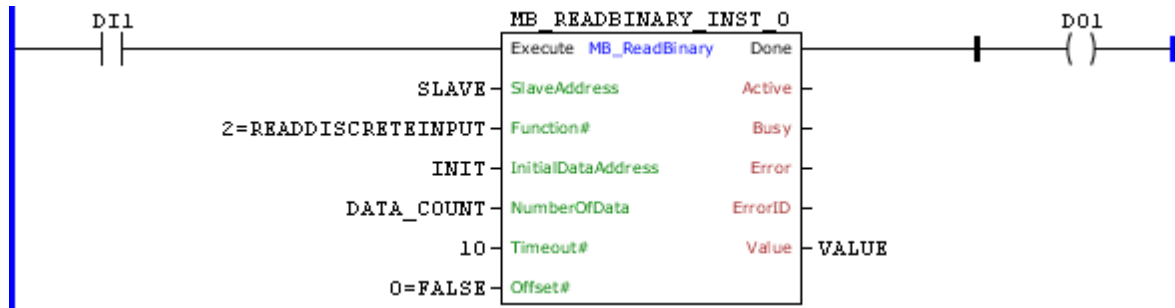 DI1 MB_READBINARY_INST_0 DO1
Execute MB_ReadBinary Done
SLAVE SlaveAddress Active
2=READDISCRETEINPUT Function# Busy
INIT InitialDataAddress Error
DATA_COUNT NumberOfData ErrorID
10 Timeout# Value VALUE
0=FALSE Offset#